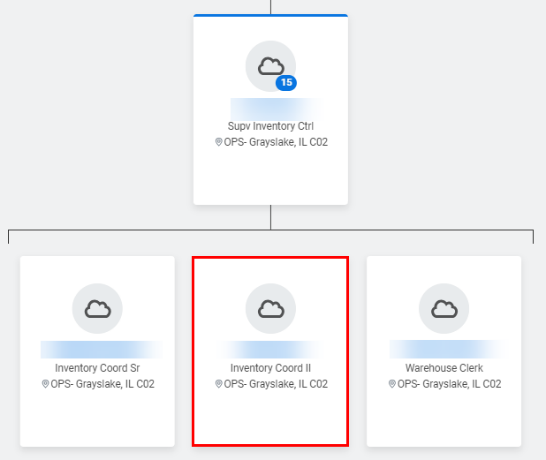 15
Supv Inventory Ctrl
OPS- Grayslake, IL C02
Inventory Coord Sr
OPS- Grayslake, IL C02
Inventory Coord II
OPS- Grayslake, IL C02
Warehouse Clerk
OPS- Grayslake, IL C02